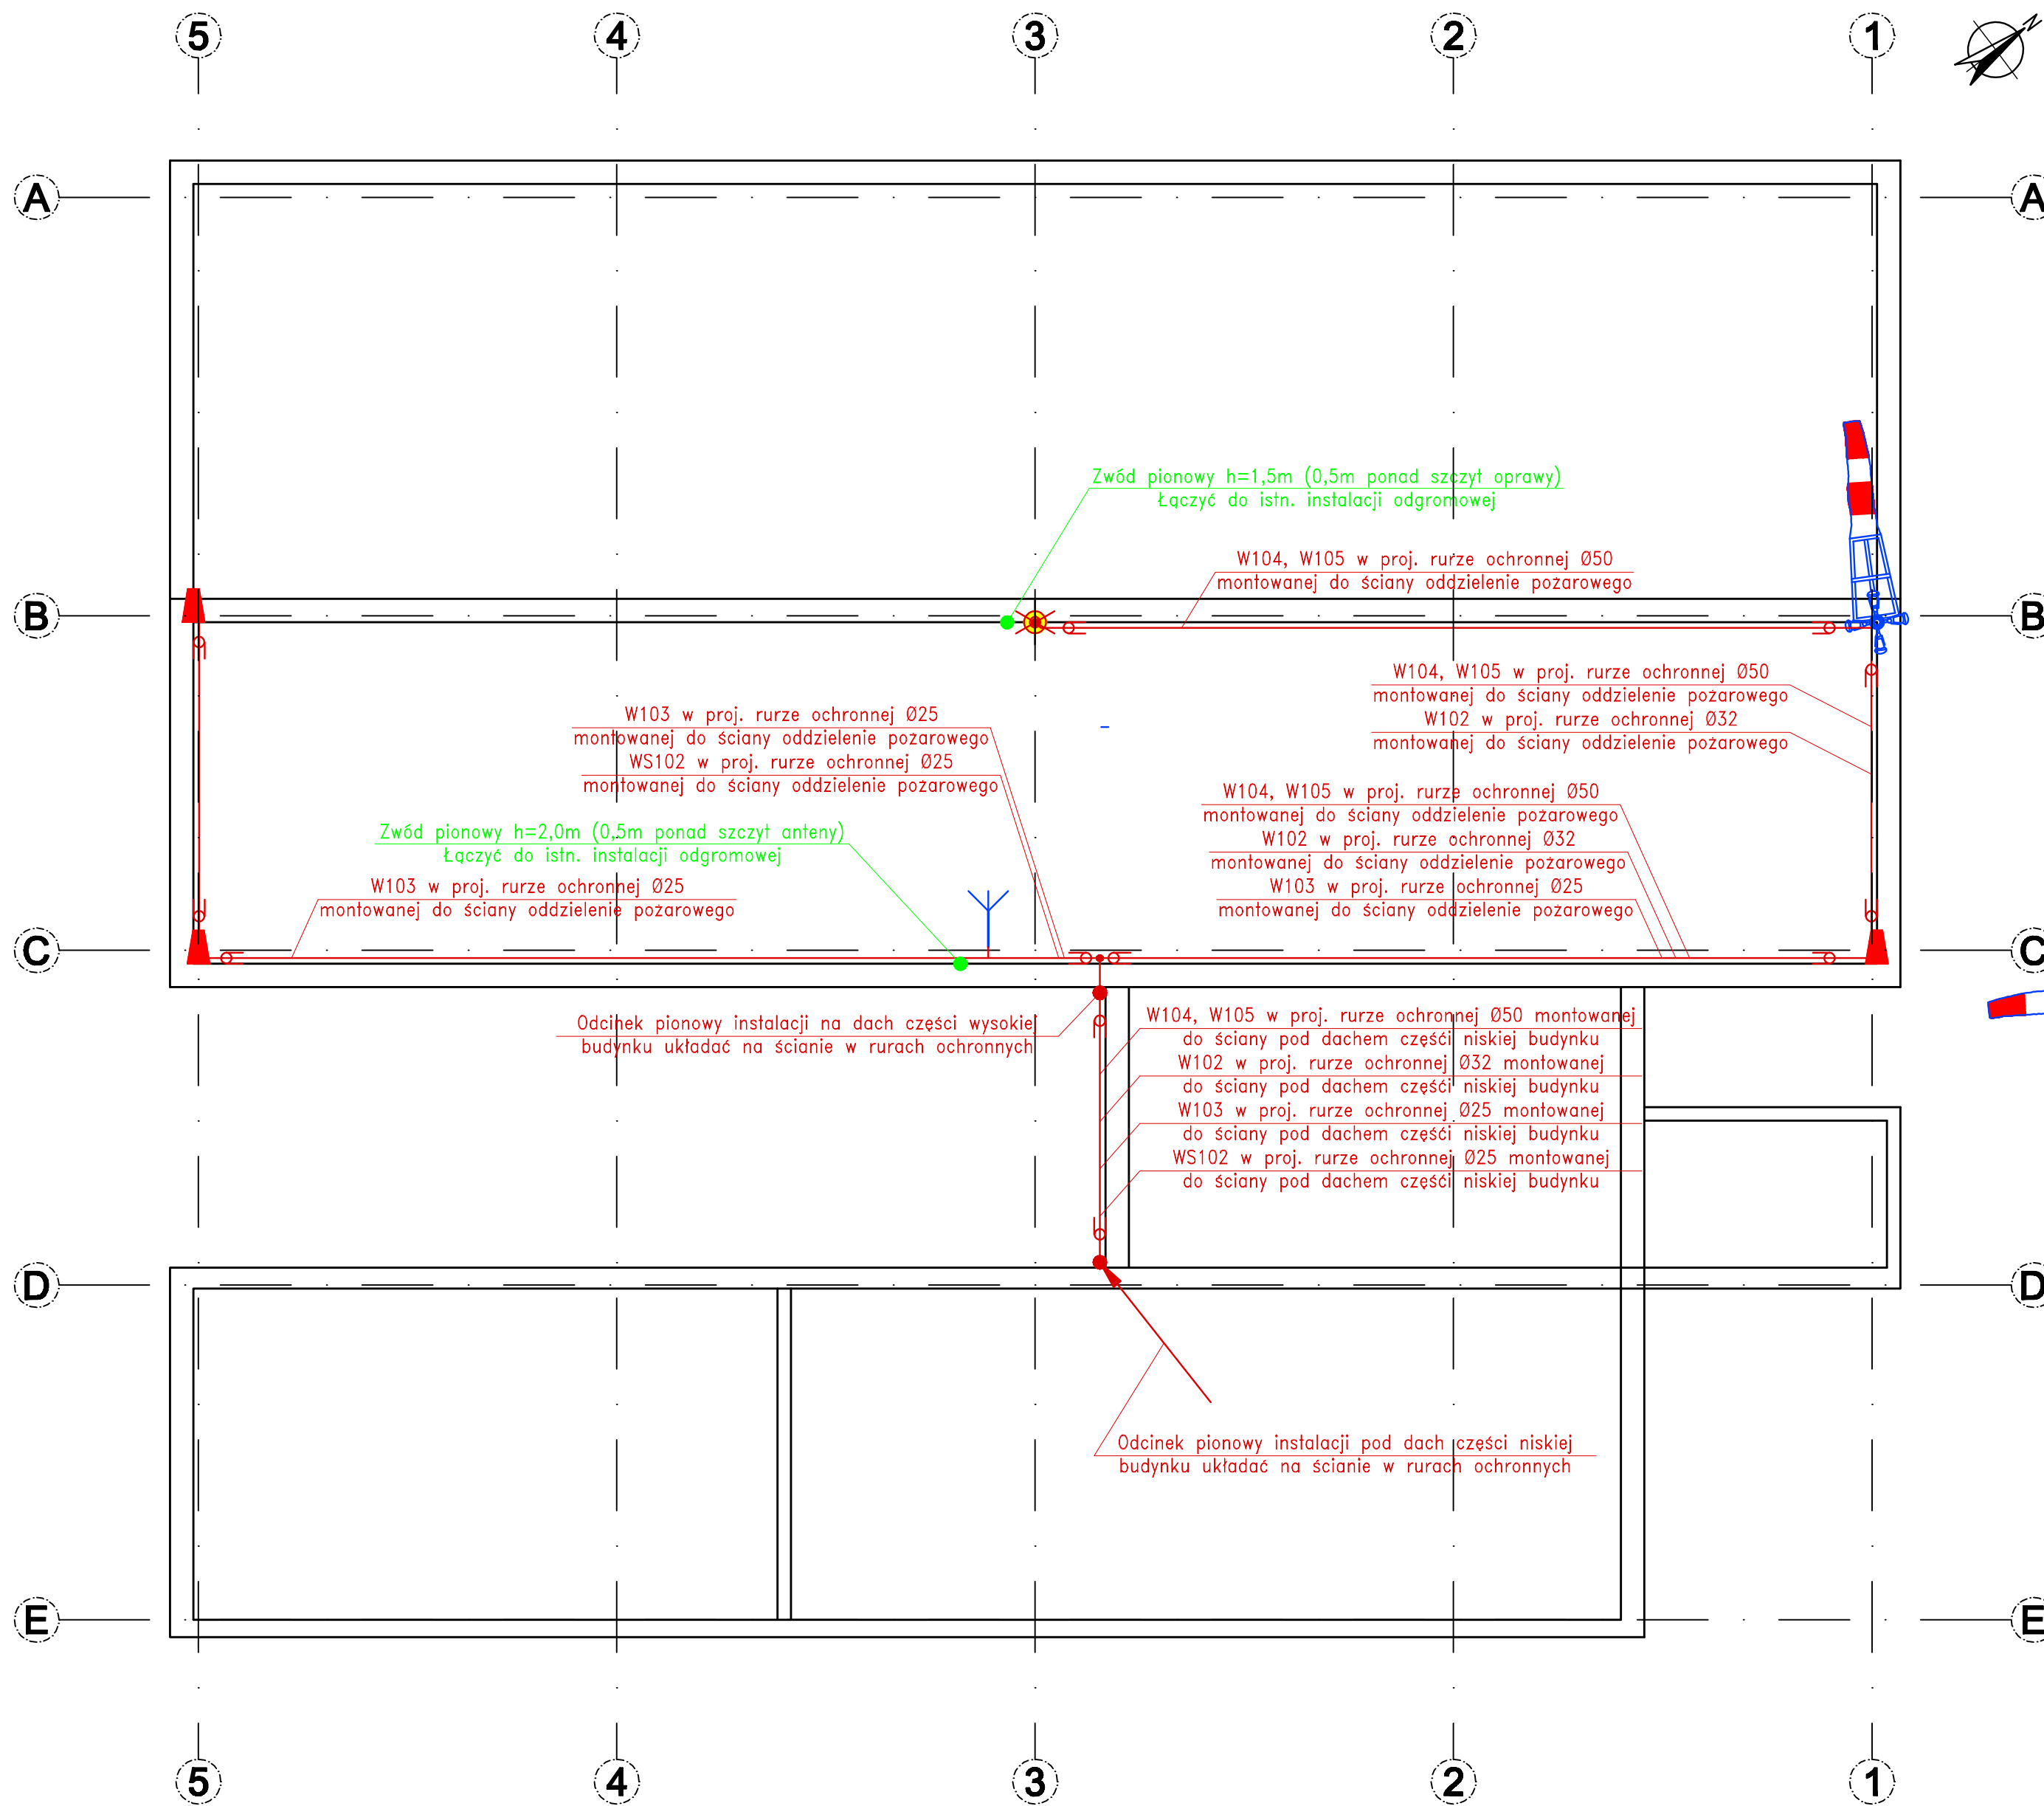 5 4 3 2 1
A A
Zwód pionowy h=1,5m (0,5m ponad szczyt oprawy)
Łączyć do istn. instalacji odgromowej
W104, W105 w proj. rurze ochronnej Ø50
montowanej do ściany oddzielenie pożarowego
B B
W104, W105 w proj. rurze ochronnej Ø50
montowanej do ściany oddzielenie pożarowego
W102 w proj. rurze ochronnej Ø32
montowanej do ściany oddzielenie pożarowego
W103 w proj. rurze ochronnej Ø25
montowanej do ściany oddzielenie pożarowego
WS102 w proj. rurze ochronnej Ø25
montowanej do ściany oddzielenie pożarowego
W104, W105 w proj. rurze ochronnej Ø50
montowanej do ściany oddzielenie pożarowego
W102 w proj. rurze ochronnej Ø32
montowanej do ściany oddzielenie pożarowego
W103 w proj. rurze ochronnej Ø25
montowanej do ściany oddzielenie pożarowego
Zwód pionowy h=2,0m (0,5m ponad szczyt anteny)
Łączyć do istn. instalacji odgromowej
W103 w proj. rurze ochronnej Ø25
montowanej do ściany oddzielenie pożarowego
C C
Odcinek pionowy instalacji na dach części wysokiej
budynku układać na ścianie w rurach ochronnych
W104, W105 w proj. rurze ochronnej Ø50 montowanej
do ściany pod dachem częśći niskiej budynku
W102 w proj. rurze ochronnej Ø32 montowanej
do ściany pod dachem częśći niskiej budynku
W103 w proj. rurze ochronnej Ø25 montowanej
do ściany pod dachem częśći niskiej budynku
WS102 w proj. rurze ochronnej Ø25 montowanej
do ściany pod dachem częśći niskiej budynku
D D
Odcinek pionowy instalacji pod dach części niskiej
budynku układać na ścianie w rurach ochronnych
E E
5 4 3 2 1